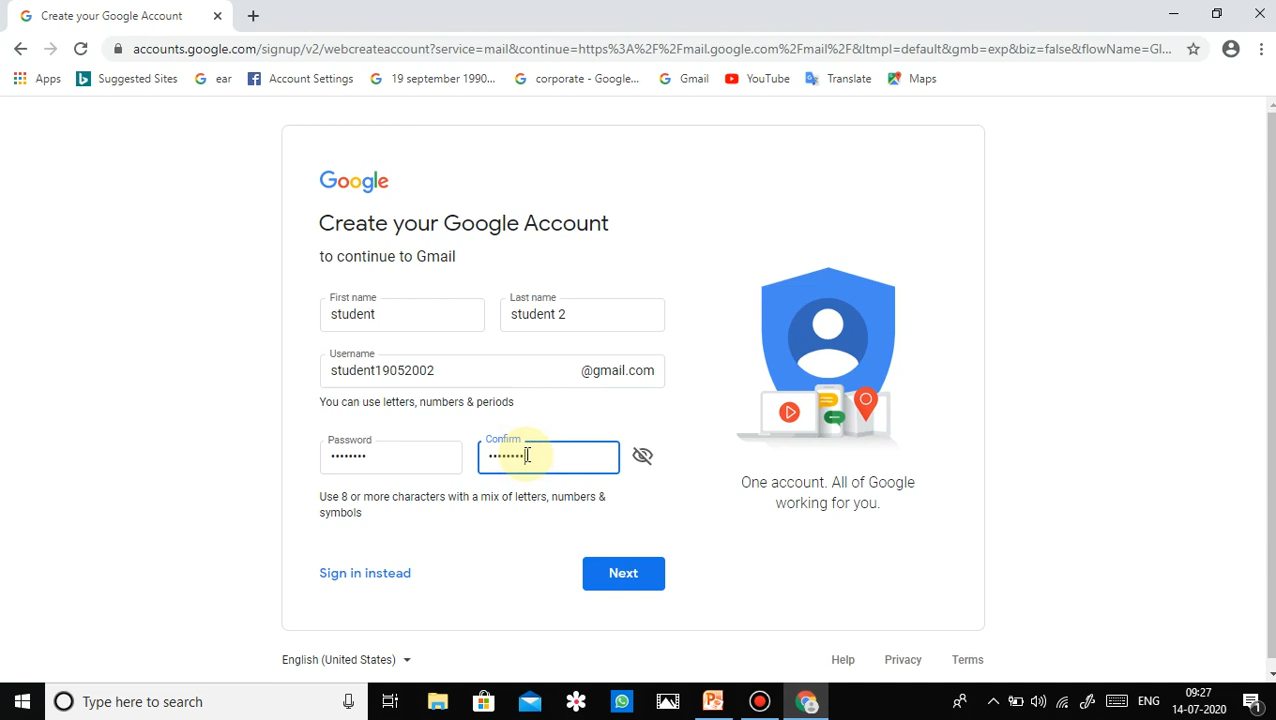 Create your Google Account
accounts.google.com/signup/v2/webcreateaccount?service=mail&continue=https%3A%2F%2Fmail.google.com%2Fmail%2F&ltmpl=default&gmb=exp&biz=false&flowName=Gl...
Apps Suggested Sites ear Account Settings 19 september 1990... corporate - Google... Gmail YouTube Translate Maps
Google
Create your Google Account
to continue to Gmail
First name
student
Last name
student 2
Username
student19052002 @gmail.com
You can use letters, numbers & periods
Password
••••••••
Confirm
••••••••
Use 8 or more characters with a mix of letters, numbers &
symbols
Sign in instead
Next
One account. All of Google
working for you.
English (United States)
Help Privacy Terms
Type here to search
ENG
09:27
14-07-2020
1